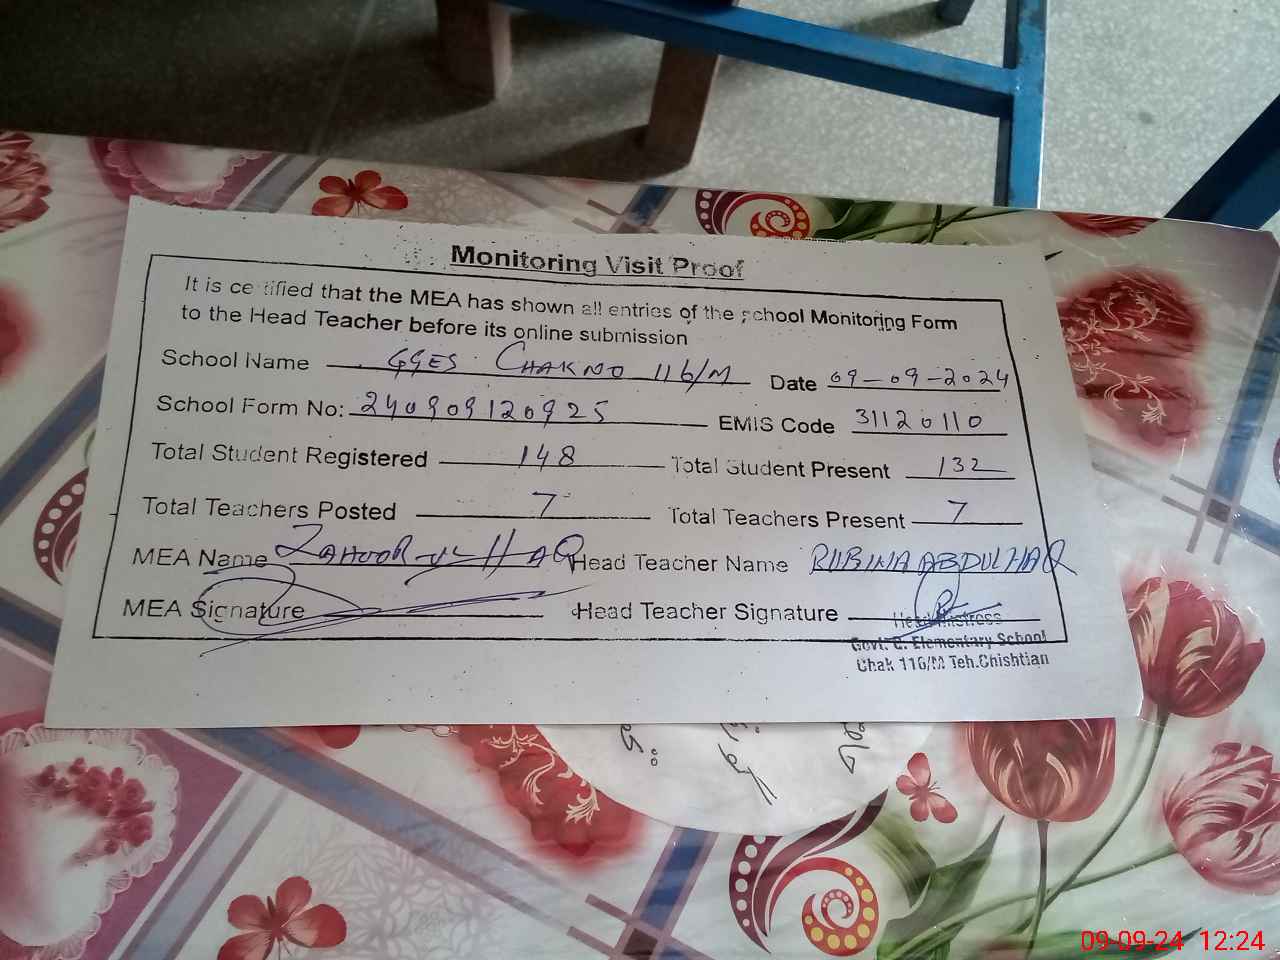 Monitoring Visit Proof
It is certified that the MEA has shown all entries of the school Monitoring Form
to the Head Teacher before its online submission
School Name GGES. CHAK NO 116/M Date 09-09-2024
School Form No: 240909120925 EMIS Code 31120110
Total Student Registered 148 Total Student Present 132
Total Teachers Posted 7 Total Teachers Present 7
MEA Name ZAHOOR-UL-HAQ Head Teacher Name RUBINA ABDUL HAQ
MEA Signature Head Teacher Signature
Head Mistress
Govt. G. Elementary School
Chak 116/M Teh.Chishtian
09-09-24 12:24